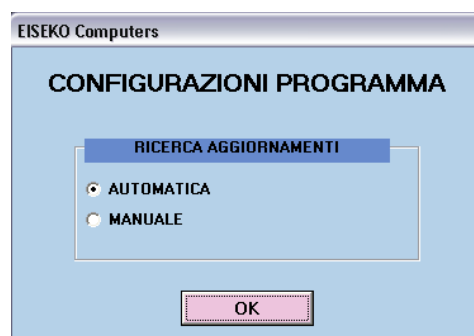 EISEKO Computers
CONFIGURAZIONI PROGRAMMA
RICERCA AGGIORNAMENTI
AUTOMATICA
MANUALE
OK